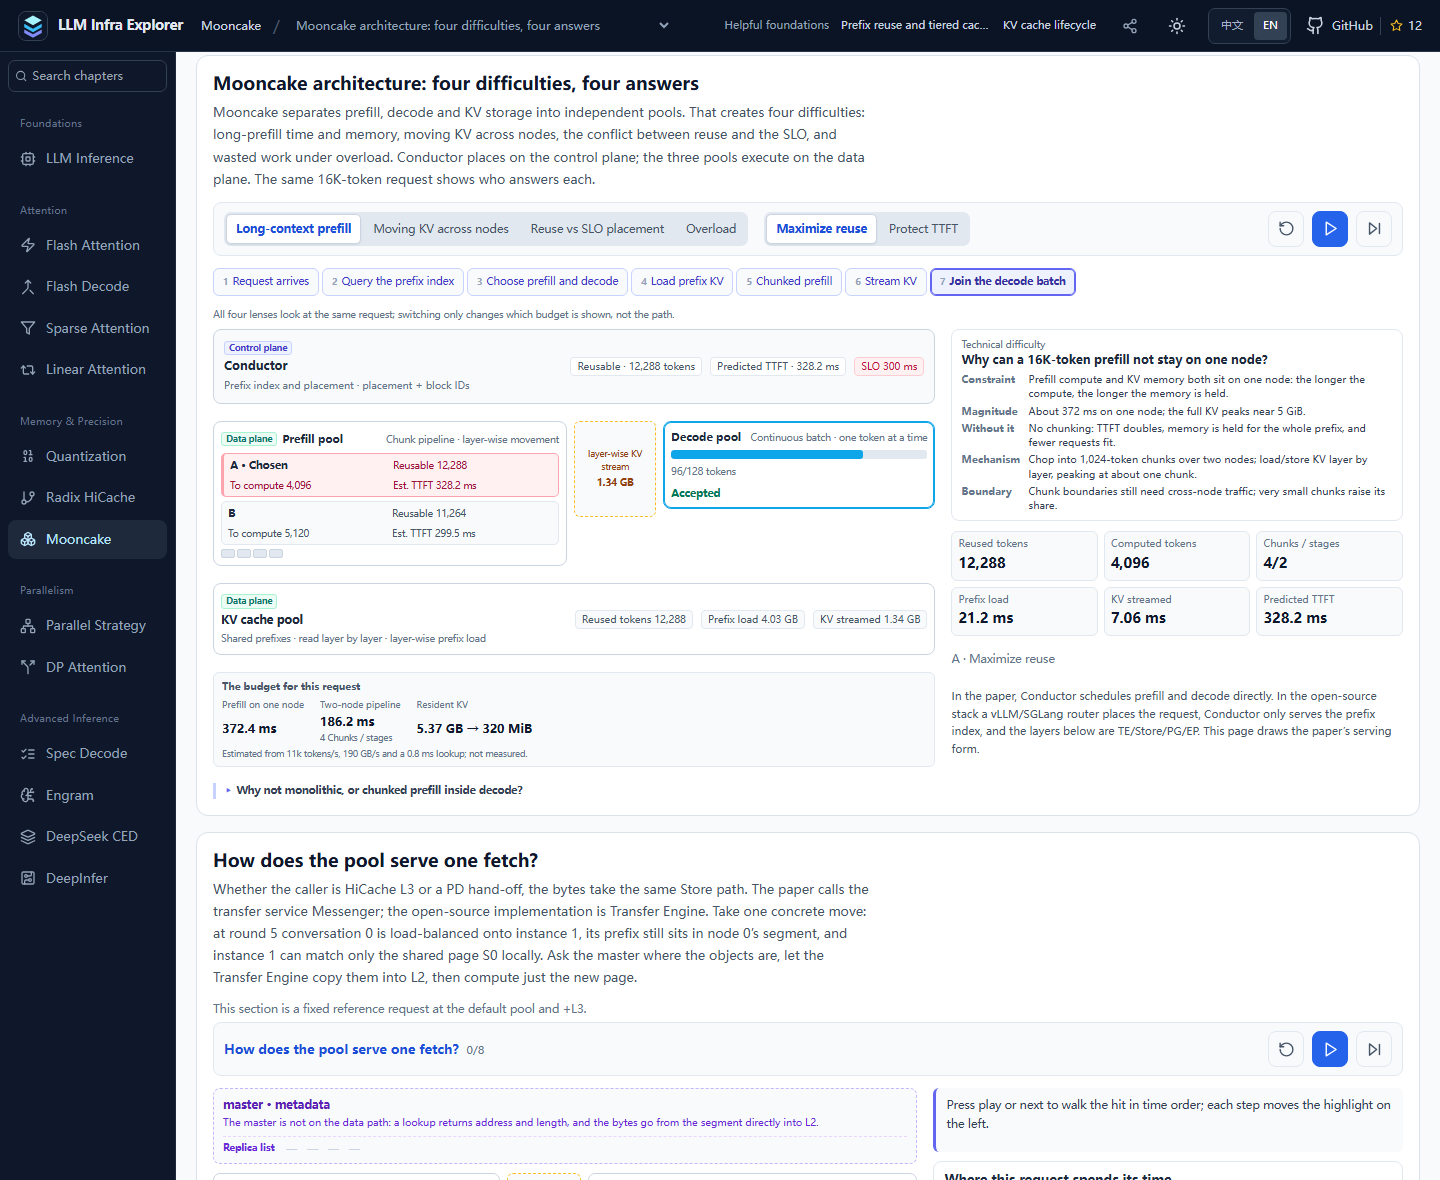 LLM Infra Explorer
Mooncake / Mooncake architecture: four difficulties, four answers
Helpful foundations Prefix reuse and tiered cac... KV cache lifecycle
中文 EN GitHub 12
Search chapters
Foundations
LLM Inference
Attention
Flash Attention
Flash Decode
Sparse Attention
Linear Attention
Memory & Precision
Quantization
Radix HiCache
Mooncake
Parallelism
Parallel Strategy
DP Attention
Advanced Inference
Spec Decode
Engram
DeepSeek CED
DeepInfer
Mooncake architecture: four difficulties, four answers
Mooncake separates prefill, decode and KV storage into independent pools. That creates four difficulties:
long-prefill time and memory, moving KV across nodes, the conflict between reuse and the SLO, and
wasted work under overload. Conductor places on the control plane; the three pools execute on the data
plane. The same 16K-token request shows who answers each.
Long-context prefill Moving KV across nodes Reuse vs SLO placement Overload Maximize reuse Protect TTFT
1 Request arrives 2 Query the prefix index 3 Choose prefill and decode 4 Load prefix KV 5 Chunked prefill 6 Stream KV 7 Join the decode batch
All four lenses look at the same request; switching only changes which budget is shown, not the path.
Control plane
Conductor
Prefix index and placement · placement + block IDs
Reusable · 12,288 tokens Predicted TTFT · 328.2 ms SLO 300 ms
Data plane Prefill pool Chunk pipeline · layer-wise movement
A • Chosen Reusable 12,288
To compute 4,096 Est. TTFT 328.2 ms
B Reusable 11,264
To compute 5,120 Est. TTFT 299.5 ms
layer-wise KV
stream
1.34 GB
Decode pool Continuous batch · one token at a time
96/128 tokens
Accepted
Data plane
KV cache pool
Shared prefixes · read layer by layer · layer-wise prefix load
Reused tokens 12,288 Prefix load 4.03 GB KV streamed 1.34 GB
The budget for this request
Prefill on one node Two-node pipeline Resident KV
372.4 ms 186.2 ms 5.37 GB → 320 MiB
4 Chunks / stages
Estimated from 11k tokens/s, 190 GB/s and a 0.8 ms lookup; not measured.
Technical difficulty
Why can a 16K-token prefill not stay on one node?
Constraint Prefill compute and KV memory both sit on one node: the longer the
compute, the longer the memory is held.
Magnitude About 372 ms on one node; the full KV peaks near 5 GiB.
Without it No chunking: TTFT doubles, memory is held for the whole prefix, and
fewer requests fit.
Mechanism Chop into 1,024-token chunks over two nodes; load/store KV layer by
layer, peaking at about one chunk.
Boundary Chunk boundaries still need cross-node traffic; very small chunks raise its
share.
Reused tokens Computed tokens Chunks / stages
12,288 4,096 4/2
Prefix load KV streamed Predicted TTFT
21.2 ms 7.06 ms 328.2 ms
A · Maximize reuse
In the paper, Conductor schedules prefill and decode directly. In the open-source
stack a vLLM/SGLang router places the request, Conductor only serves the prefix
index, and the layers below are TE/Store/PG/EP. This page draws the paper's serving
form.
Why not monolithic, or chunked prefill inside decode?
How does the pool serve one fetch?
Whether the caller is HiCache L3 or a PD hand-off, the bytes take the same Store path. The paper calls the
transfer service Messenger; the open-source implementation is Transfer Engine. Take one concrete move:
at round 5 conversation 0 is load-balanced onto instance 1, its prefix still sits in node 0's segment, and
instance 1 can match only the shared page S0 locally. Ask the master where the objects are, let the
Transfer Engine copy them into L2, then compute just the new page.
This section is a fixed reference request at the default pool and +L3.
How does the pool serve one fetch? 0/8
master • metadata
The master is not on the data path: a lookup returns address and length, and the bytes go from the segment directly into L2.
Replica list — — — —
Press play or next to walk the hit in time order; each step moves the highlight on
the left.
Where this request spends its time